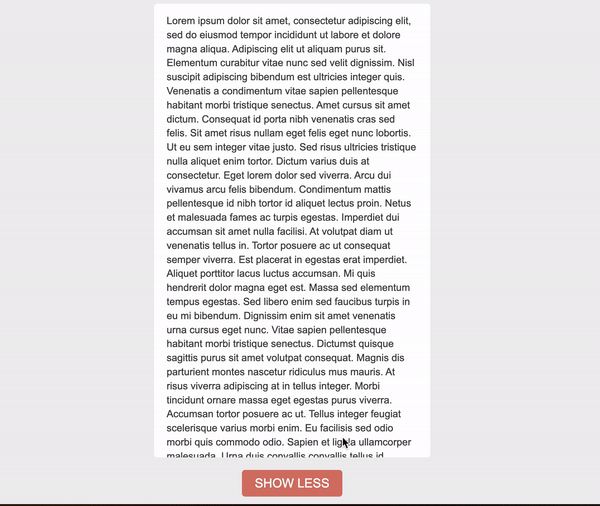 Lorem ipsum dolor sit amet, consectetur adipiscing elit,
sed do eiusmod tempor incididunt ut labore et dolore
magna aliqua. Adipiscing elit ut aliquam purus sit.
Elementum curabitur vitae nunc sed velit dignissim. Nisl
suscipit adipiscing bibendum est ultricies integer quis.
Venenatis a condimentum vitae sapien pellentesque
habitant morbi tristique senectus. Amet cursus sit amet
dictum. Consequat id porta nibh venenatis cras sed
felis. Sit amet risus nullam eget felis eget nunc lobortis.
Ut eu sem integer vitae justo. Sed risus ultricies tristique
nulla aliquet enim tortor. Dictum varius duis at
consectetur. Eget lorem dolor sed viverra. Arcu dui
vivamus arcu felis bibendum. Condimentum mattis
pellentesque id nibh tortor id aliquet lectus proin. Netus
et malesuada fames ac turpis egestas. Imperdiet dui
accumsan sit amet nulla facilisi. At volutpat diam ut
venenatis tellus in. Tortor posuere ac ut consequat
semper viverra. Est placerat in egestas erat imperdiet.
Aliquet porttitor lacus luctus accumsan. Mi quis
hendrerit dolor magna eget est. Massa sed elementum
tempus egestas. Sed libero enim sed faucibus turpis in
eu mi bibendum. Dignissim enim sit amet venenatis
urna cursus eget nunc. Vitae sapien pellentesque
habitant morbi tristique senectus. Dictumst quisque
sagittis purus sit amet volutpat consequat. Magnis dis
parturient montes nascetur ridiculus mus mauris. At
risus viverra adipiscing at in tellus integer. Morbi
tincidunt ornare massa eget egestas purus viverra.
Accumsan tortor posuere ac ut. Tellus integer feugiat
scelerisque varius morbi enim. Eu facilisis sed odio
morbi quis commodo odio. Sapien et ligula ullamcorper
malesuada. Urna duis convallis convallis tellus id
SHOW LESS